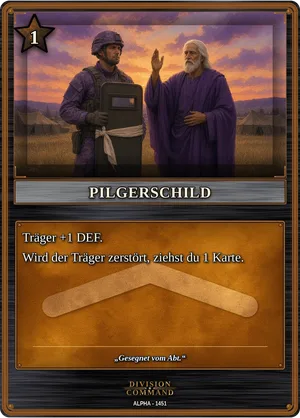 1
PILGERSCHILD
Träger +1 DEF.
Wird der Träger zerstört, ziehst du 1 Karte.
„Gesegnet vom Abt.“
DIVISION
COMMAND
ALPHA - 1451